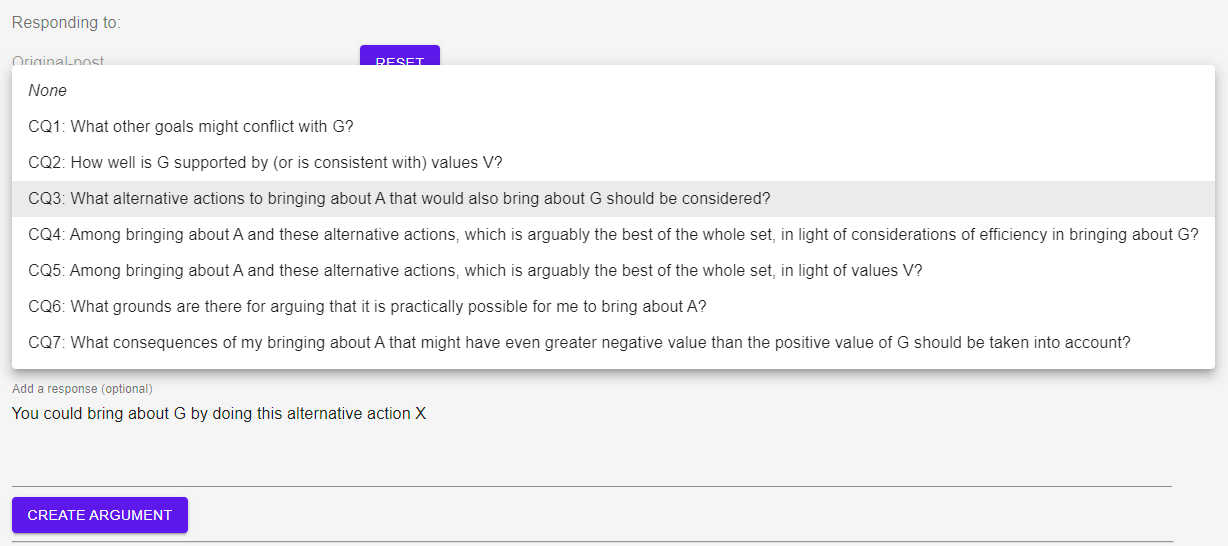 Responding to:
Original-post
RESET
None
CQ1: What other goals might conflict with G?
CQ2: How well is G supported by (or is consistent with) values V?
CQ3: What alternative actions to bringing about A that would also bring about G should be considered?
CQ4: Among bringing about A and these alternative actions, which is arguably the best of the whole set, in light of considerations of efficiency in bringing about G?
CQ5: Among bringing about A and these alternative actions, which is arguably the best of the whole set, in light of values V?
CQ6: What grounds are there for arguing that it is practically possible for me to bring about A?
CQ7: What consequences of my bringing about A that might have even greater negative value than the positive value of G should be taken into account?
Add a response (optional)
You could bring about G by doing this alternative action X
CREATE ARGUMENT